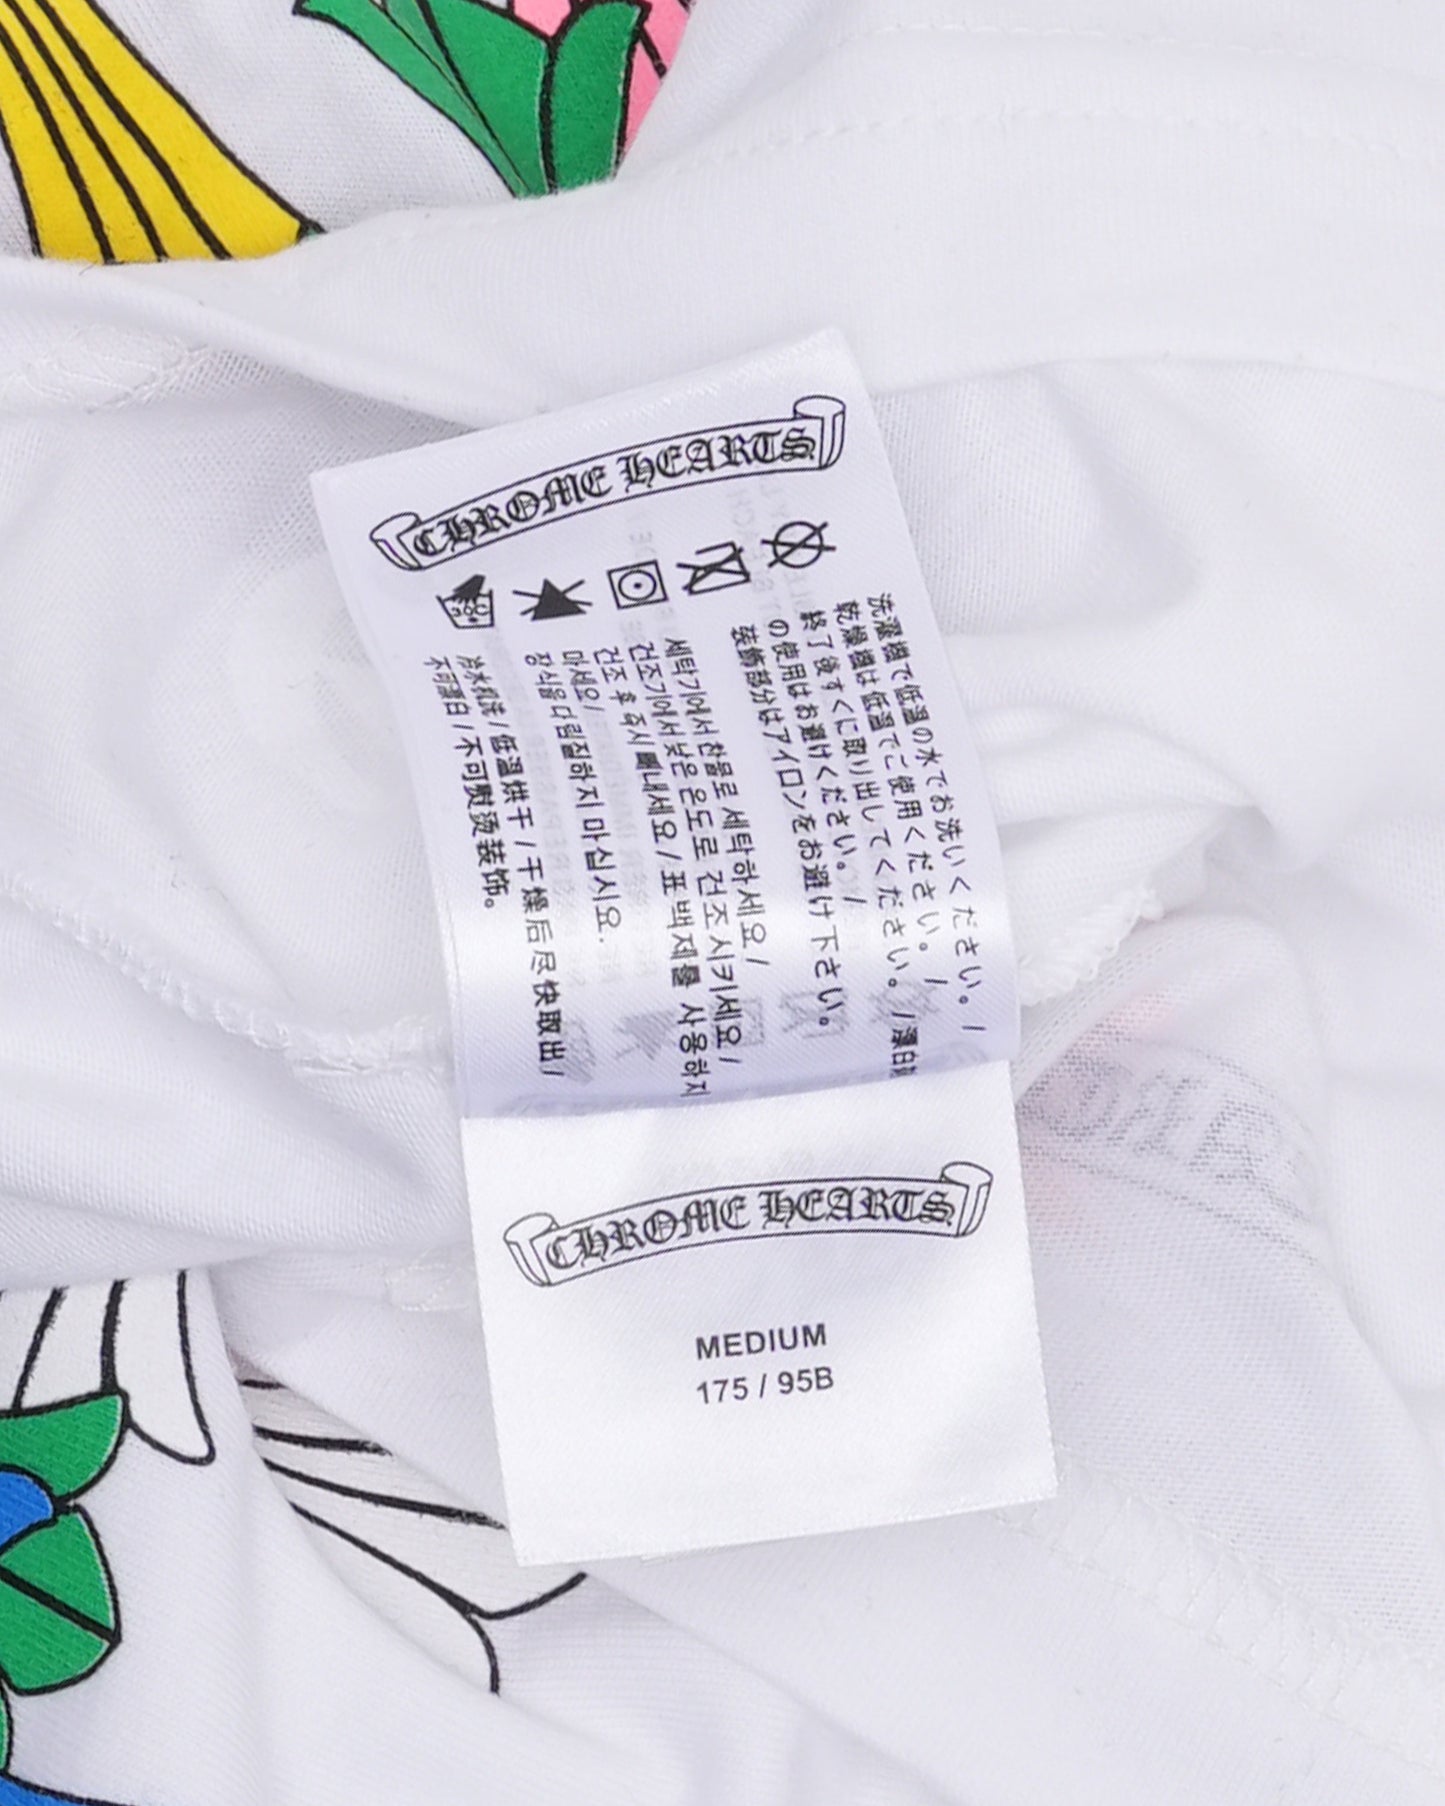 CHROME HEARTS
洗濯機で低温の水でお洗いください。/
乾燥機は低温でご使用ください。/
終了後すぐに取り出してください。/漂白剤
の使用はお避けください。/
装飾部分はアイロンをお避け下さい。
세탁기에서 찬물로 세탁하세요/
건조기에서 낮은 온도로 건조시키세요/
건조 후 즉시 빼내세요/표백제를 사용하지
마세요/
장식을 다림질하지 마십시요.
冷水机洗/低温烘干/干燥后尽快取出/
不可漂白/不可熨烫装饰。
CHROME HEARTS
MEDIUM
175 / 95B